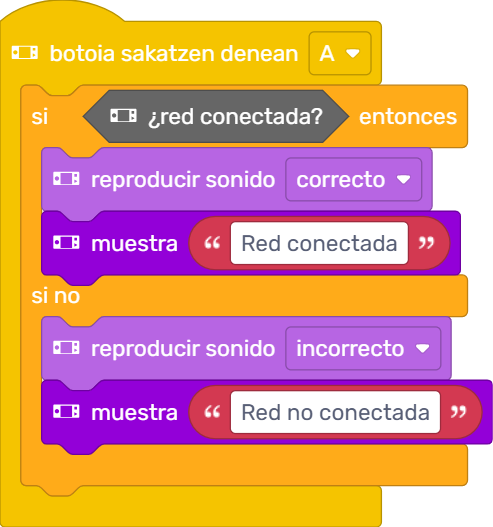 botoia sakatzen denean A
si ¿red conectada? entonces
reproducir sonido correcto
muestra “ Red conectada ”
si no
reproducir sonido incorrecto
muestra “ Red no conectada ”